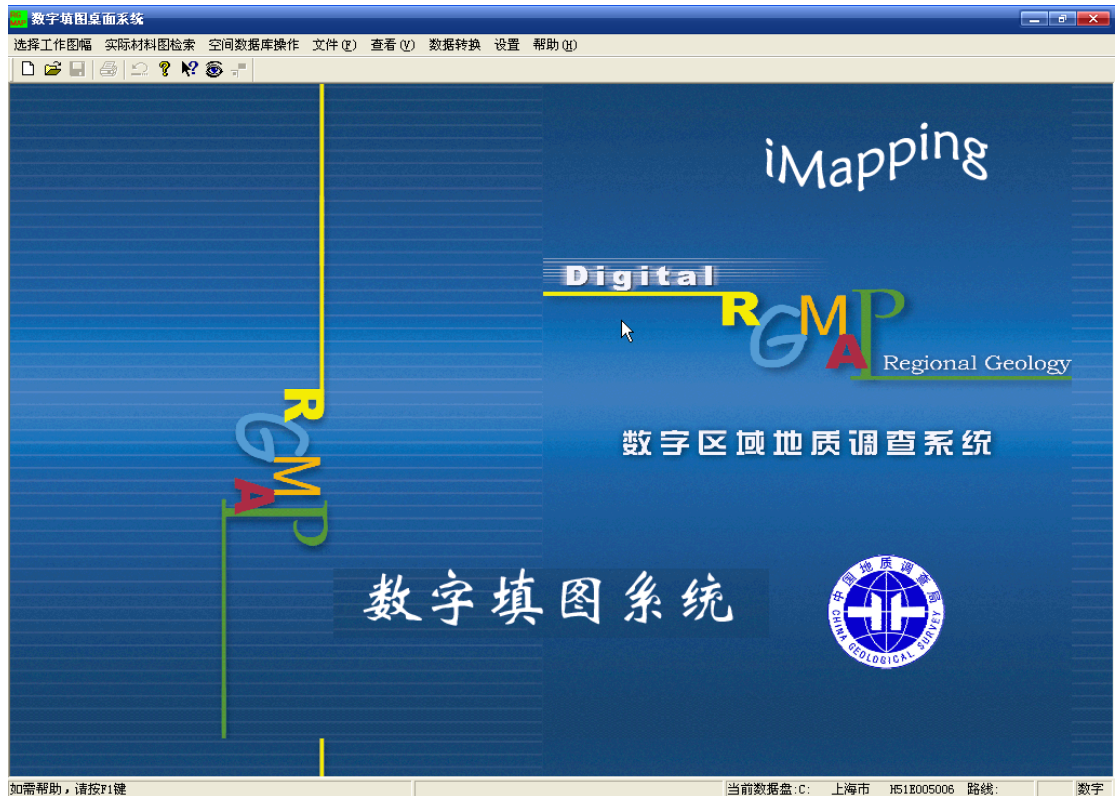 数字填图桌面系统
选择工作图幅 实际材料图检索 空间数据库操作 文件(F) 查看(V) 数据转换 设置 帮助(H)
iMapping
Digital
RGMAP
Regional Geology
数字区域地质调查系统
RGMAP
数字填图系统
中国地质调查局
CHINA GEOLOGICAL SURVEY
如需帮助，请按F1键 当前数据盘:C: 上海市 H51E005006 路线: 数字